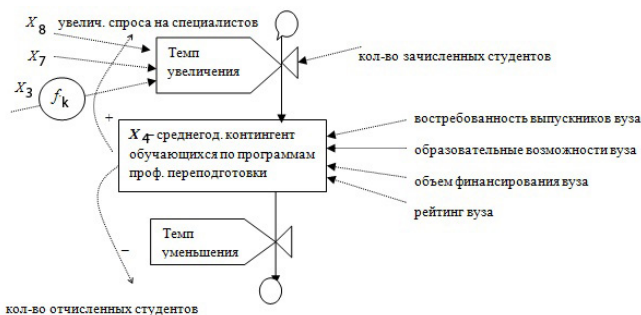 X8 увелич. спроса на специалистов
X7
X3
fk
Темп
увеличения
кол-во зачисленных студентов
+
X4– среднегод. контингент
обучающихся по программам
проф. переподготовки
востребованность выпускников вуза
образовательные возможности вуза
объем финансирования вуза
рейтинг вуза
Темп
уменьшения
–
кол-во отчисленных студентов